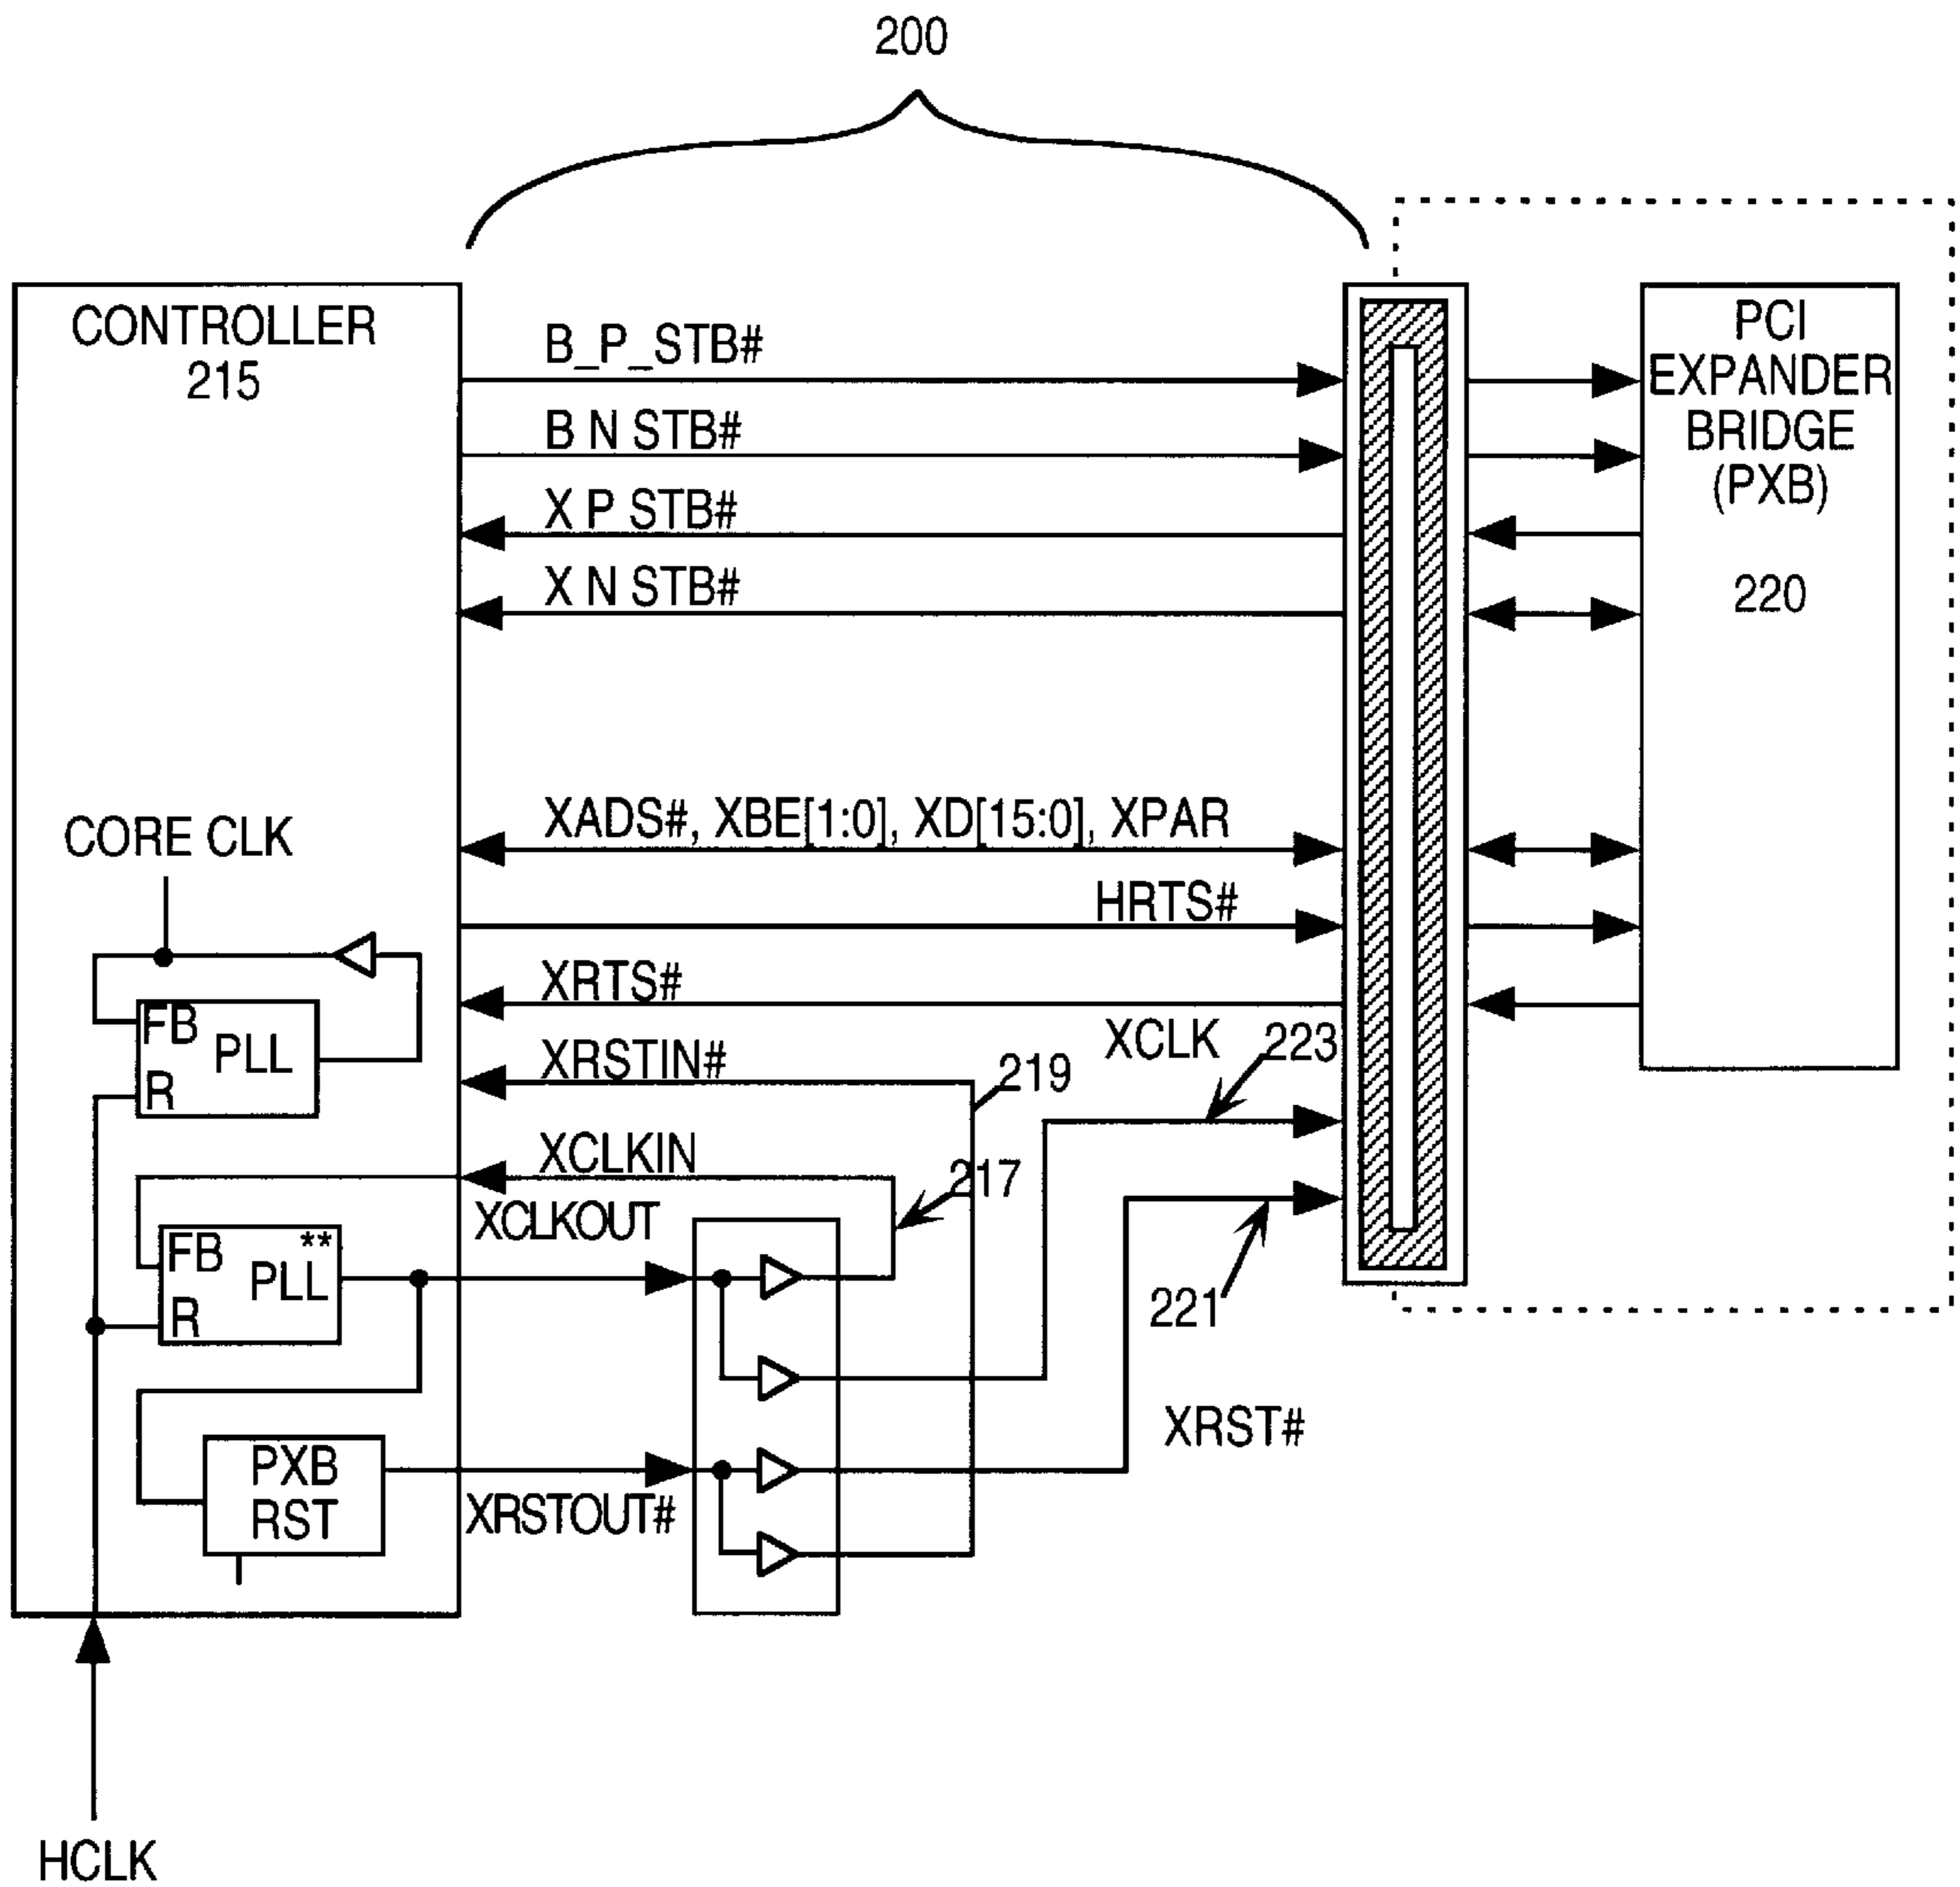 200
CONTROLLER
215
B_P_STB#
B N STB#
X P STB#
X N STB#
PCI
EXPANDER
BRIDGE
(PXB)
220
XADS#, XBE[1:0], XD[15:0], XPAR
CORE CLK
HRTS#
XRTS#
FB
PLL
R
XCLK
223
XRSTIN#
219
XCLKIN
217
XCLKOUT
FB
**
PLL
R
221
XRST#
PXB
RST
XRSTOUT#
HCLK